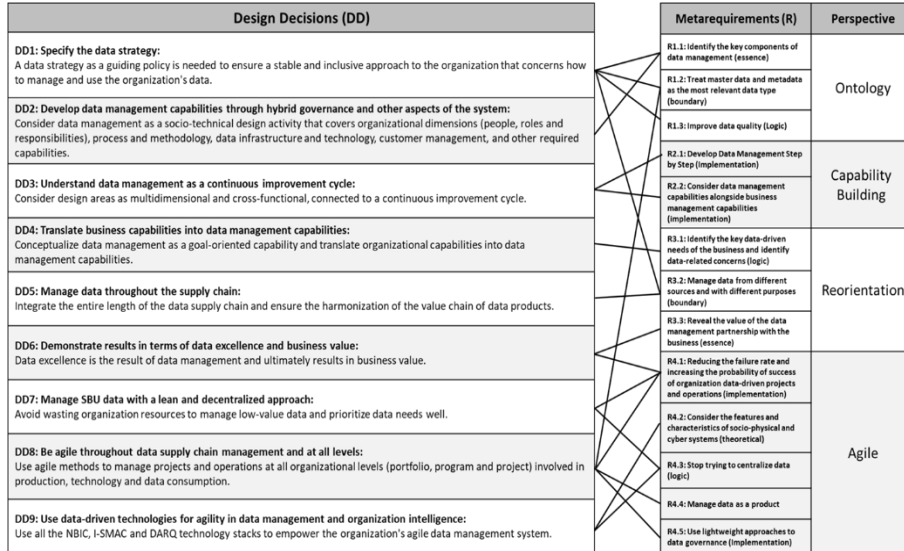 Design Decisions (DD)
DD1: Specify the data strategy:
A data strategy as a guiding policy is needed to ensure a stable and inclusive approach to the organization that concerns how
to manage and use the organization's data.
DD2: Develop data management capabilities through hybrid governance and other aspects of the system:
Consider data management as a socio-technical design activity that covers organizational dimensions (people, roles and
responsibilities), process and methodology, data infrastructure and technology, customer management, and other required
capabilities.
DD3: Understand data management as a continuous improvement cycle:
Consider design areas as multidimensional and cross-functional, connected to a continuous improvement cycle.
DD4: Translate business capabilities into data management capabilities:
Conceptualize data management as a goal-oriented capability and translate organizational capabilities into data
management capabilities.
DD5: Manage data throughout the supply chain:
Integrate the entire length of the data supply chain and ensure the harmonization of the value chain of data products.
DD6: Demonstrate results in terms of data excellence and business value:
Data excellence is the result of data management and ultimately results in business value.
DD7: Manage SBU data with a lean and decentralized approach:
Avoid wasting organization resources to manage low-value data and prioritize data needs well.
DD8: Be agile throughout data supply chain management and at all levels:
Use agile methods to manage projects and operations at all organizational levels (portfolio, program and project) involved in
production, technology and data consumption.
DD9: Use data-driven technologies for agility in data management and organization intelligence:
Use all the NBIC, I-SMAC and DARQ technology stacks to empower the organization's agile data management system.
Metarequirements (R)
R1.1: Identify the key components of
data management (essence)
R1.2: Treat master data and metadata
as the most relevant data type
(boundary)
R1.3: Improve data quality (Logic)
R2.1: Develop Data Management Step
by Step (Implementation)
R2.2: Consider data management
capabilities alongside business
management capabilities
(implementation)
R3.1: Identify the key data-driven
needs of the business and identify
data-related concerns (logic)
R3.2: Manage data from different
sources and with different purposes
(boundary)
R3.3: Reveal the value of the data
management partnership with the
business (essence)
R4.1: Reducing the failure rate and
increasing the probability of success
of organization data-driven projects
and operations (implementation)
R4.2: Consider the features and
characteristics of socio-physical and
cyber systems (theoretical)
R4.3: Stop trying to centralize data
(logic)
R4.4: Manage data as a product
R4.5: Use lightweight approaches to
data governance (Implementation)
Perspective
Ontology
Capability
Building
Reorientation
Agile